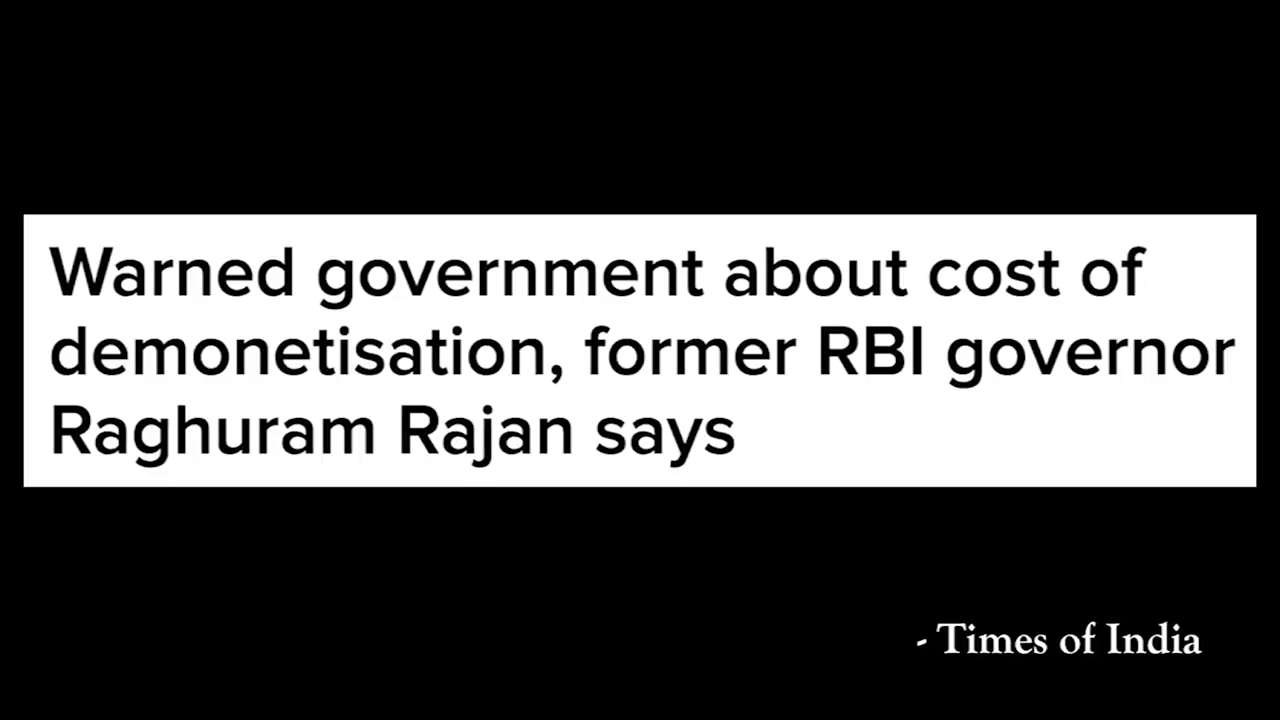 Warned government about cost of
demonetisation, former RBI governor
Raghuram Rajan says
- Times of India